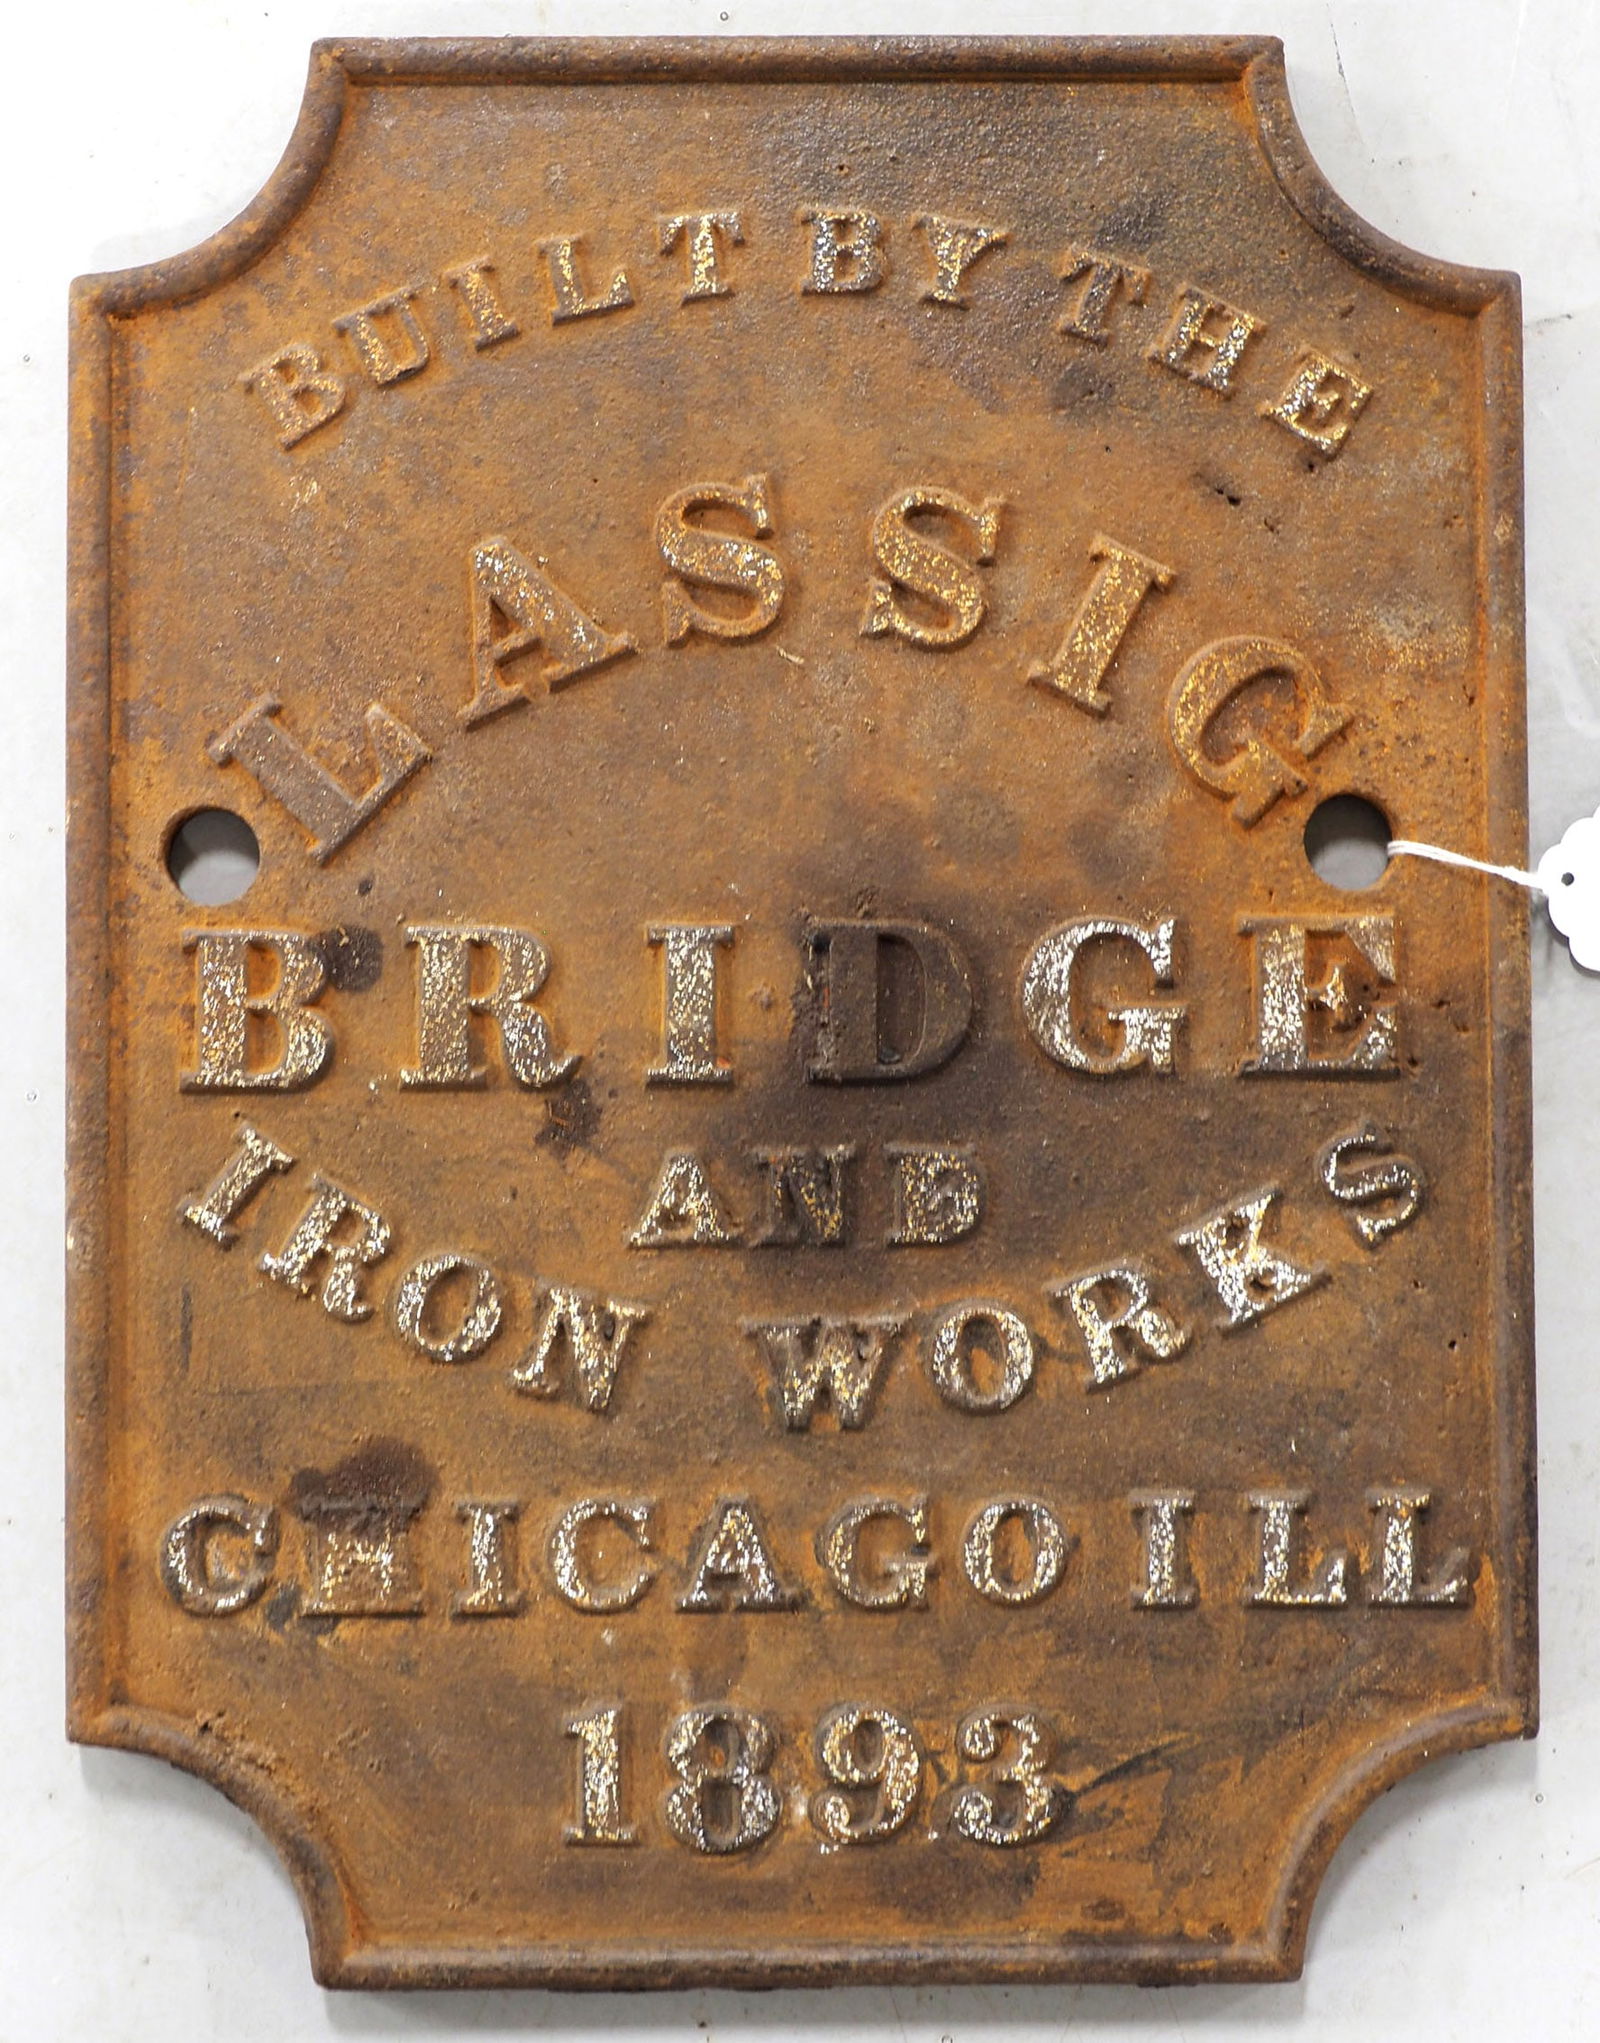 BUILT BY THE
LASSIG
BRIDGE
AND
IRON WORKS
CHICAGO ILL
1893